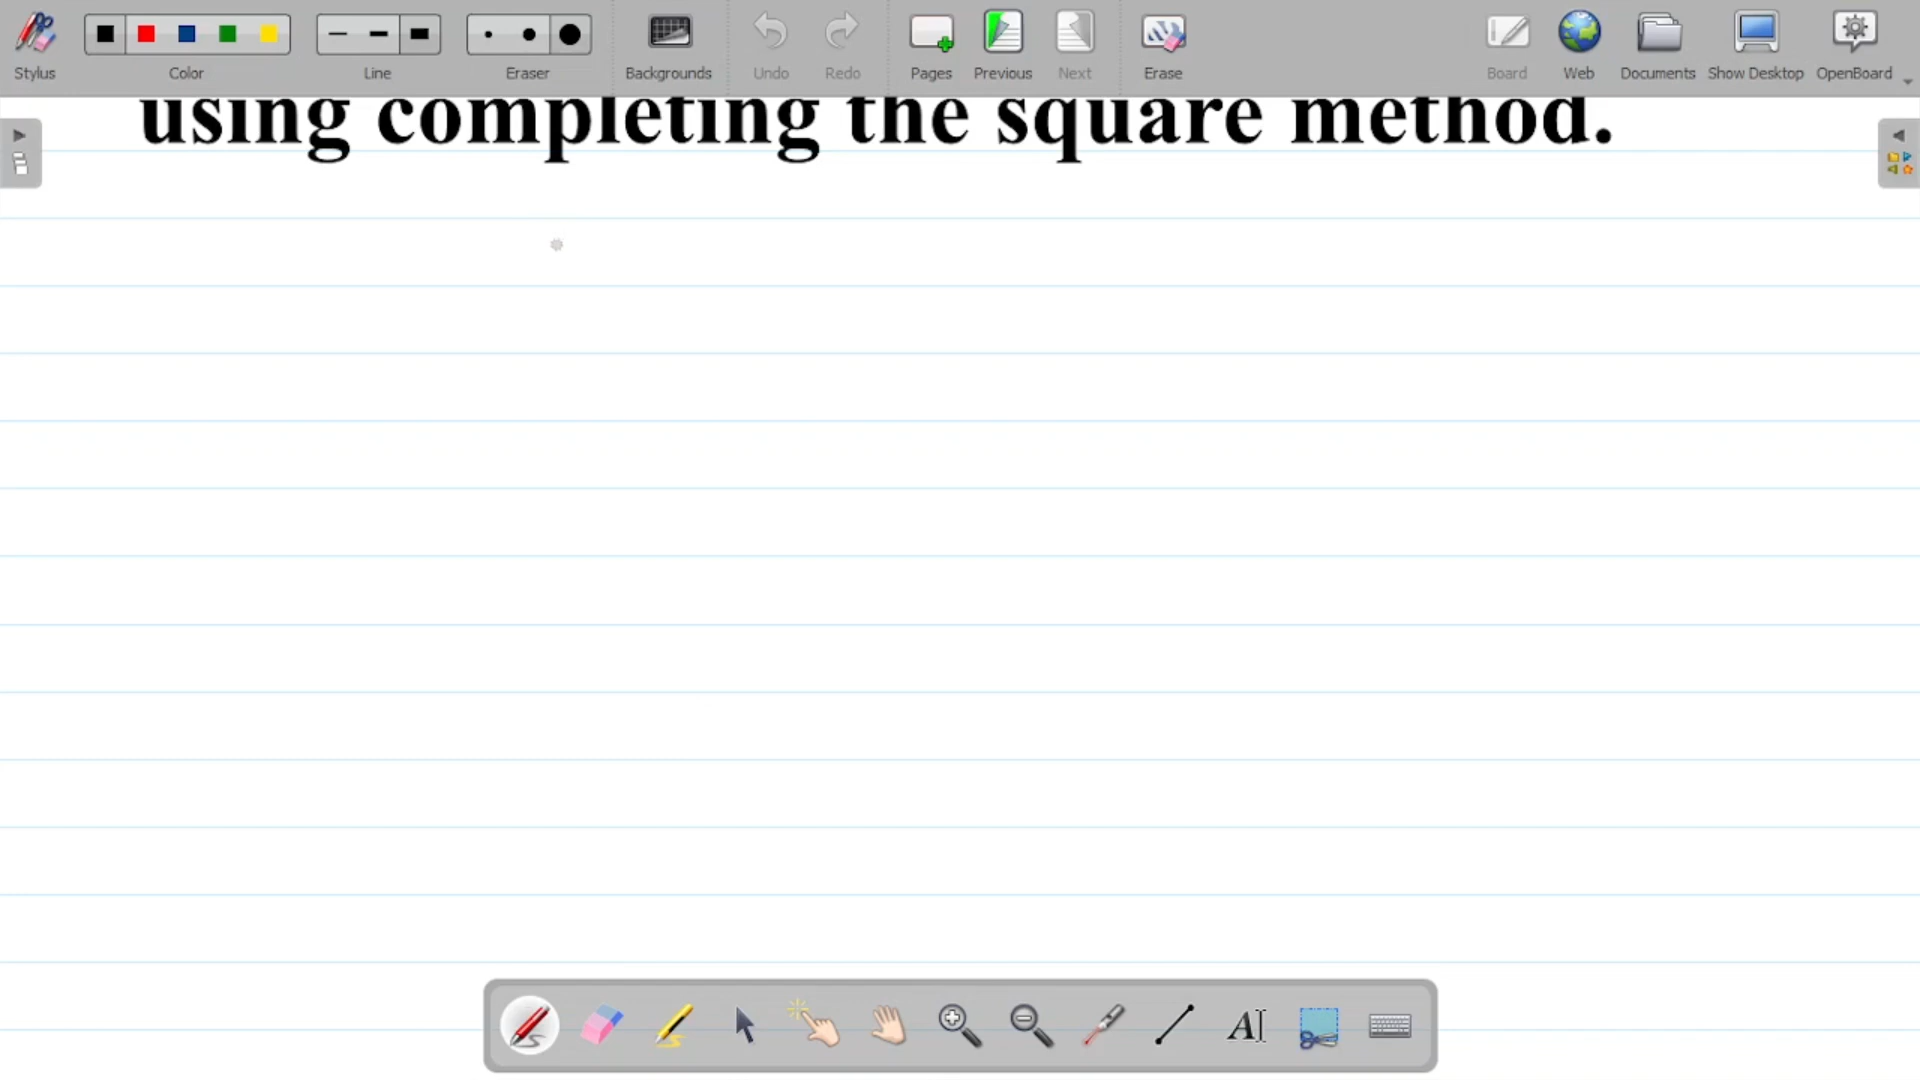 Stylus Color Line Eraser Backgrounds Undo Redo Pages Previous Next Erase Board Web Documents Show Desktop OpenBoard
using completing the square method.
A